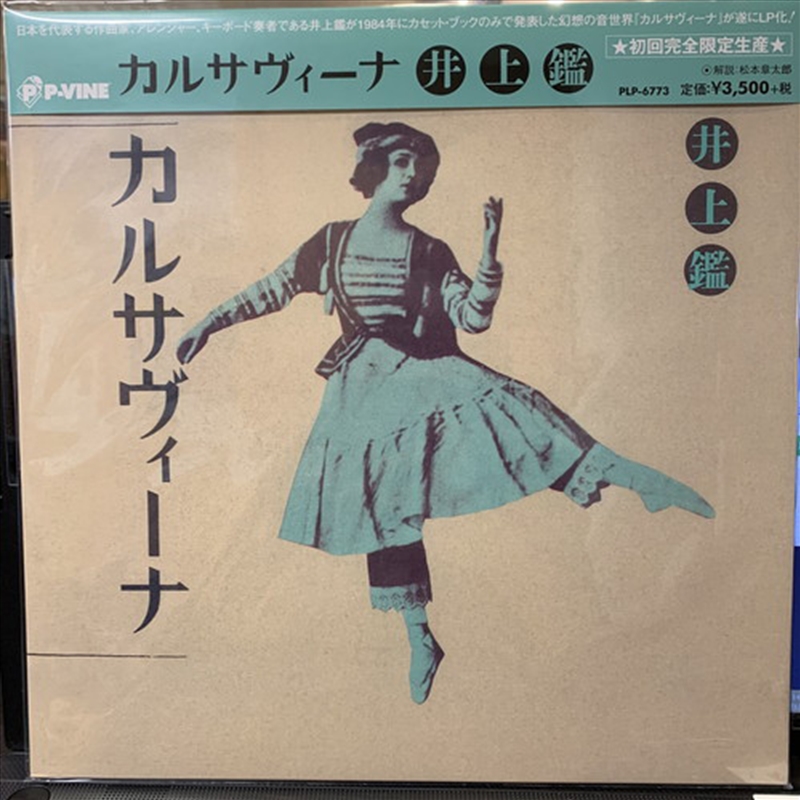 日本を代表する作曲家、アレンジャー、キーボード奏者である井上鑑が1984年にカセット・ブックのみで発表した幻想の音世界『カルサヴィーナ』が遂にLP化!
P-VINE
カルサヴィーナ 井上鑑
★初回完全限定生産★
解説:松本章太郎
PLP-6773 定価:¥3,500+税
カルサヴィーナ
井上鑑